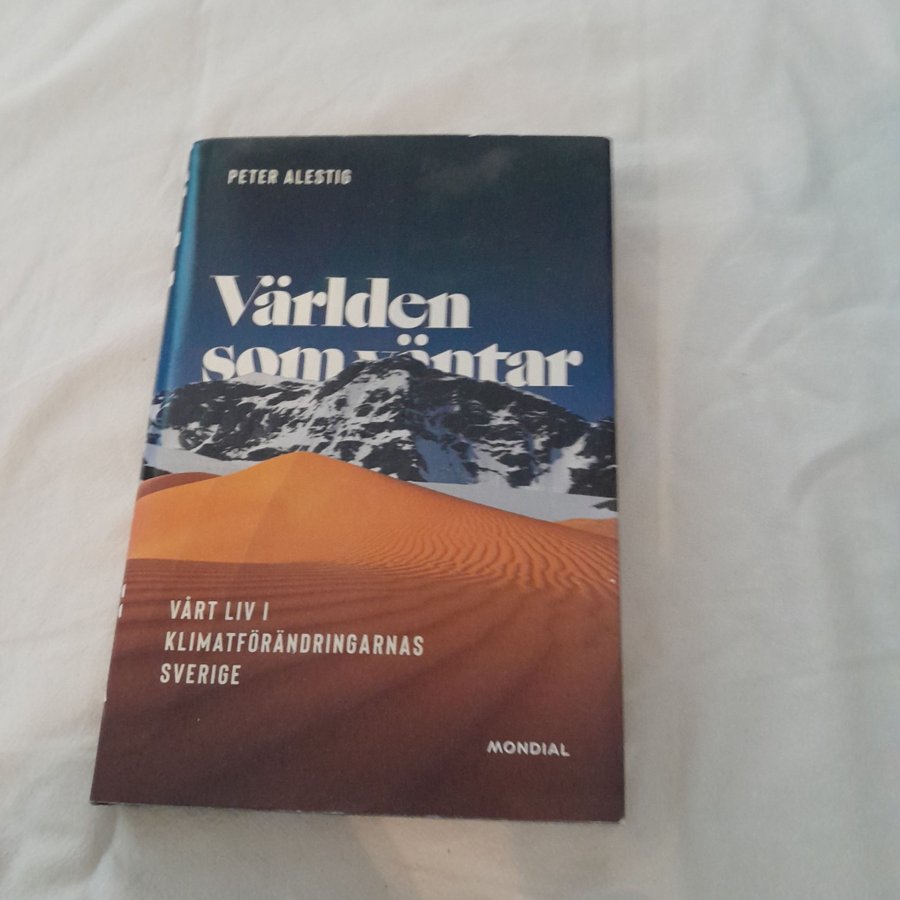 PETER ALESTIG
Världen
som väntar
VÅRT LIV I
KLIMATFÖRÄNDRINGARNAS
SVERIGE
MONDIAL